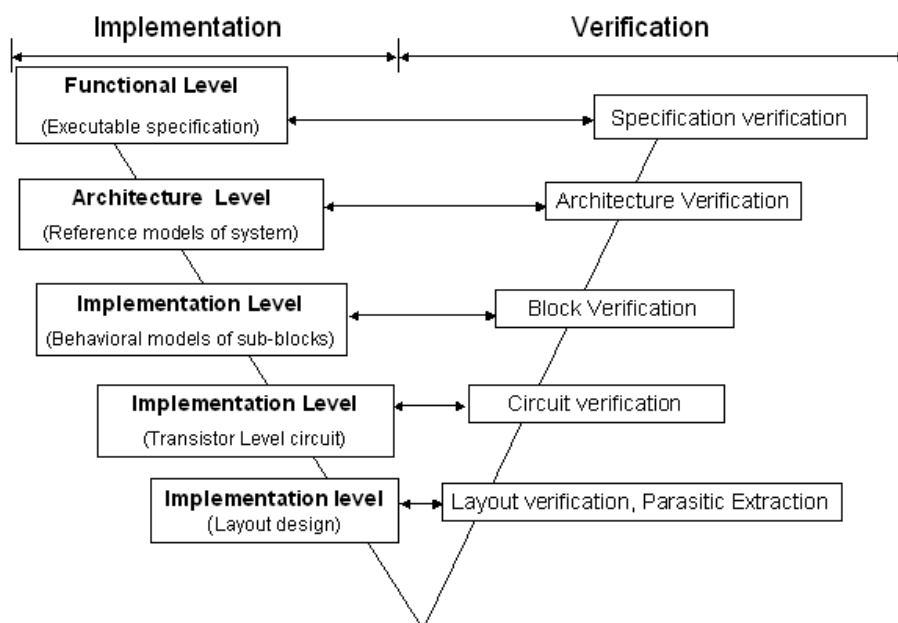 Implementation
Verification
Functional Level
(Executable specification)
Specification verification
Architecture Level
(Reference models of system)
Architecture Verification
Implementation Level
(Behavioral models of sub-blocks)
Block Verification
Implementation Level
(Transistor Level circuit)
Circuit verification
Implementation level
(Layout design)
Layout verification, Parasitic Extraction